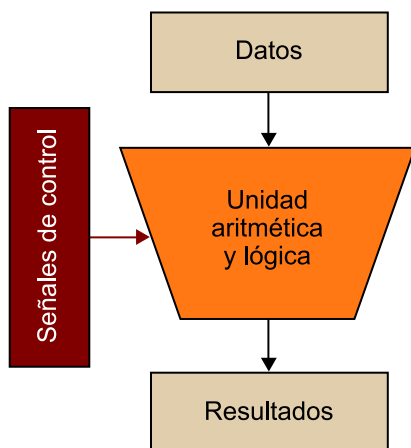 Datos
Señales de control
Unidad
aritmética
y lógica
Resultados